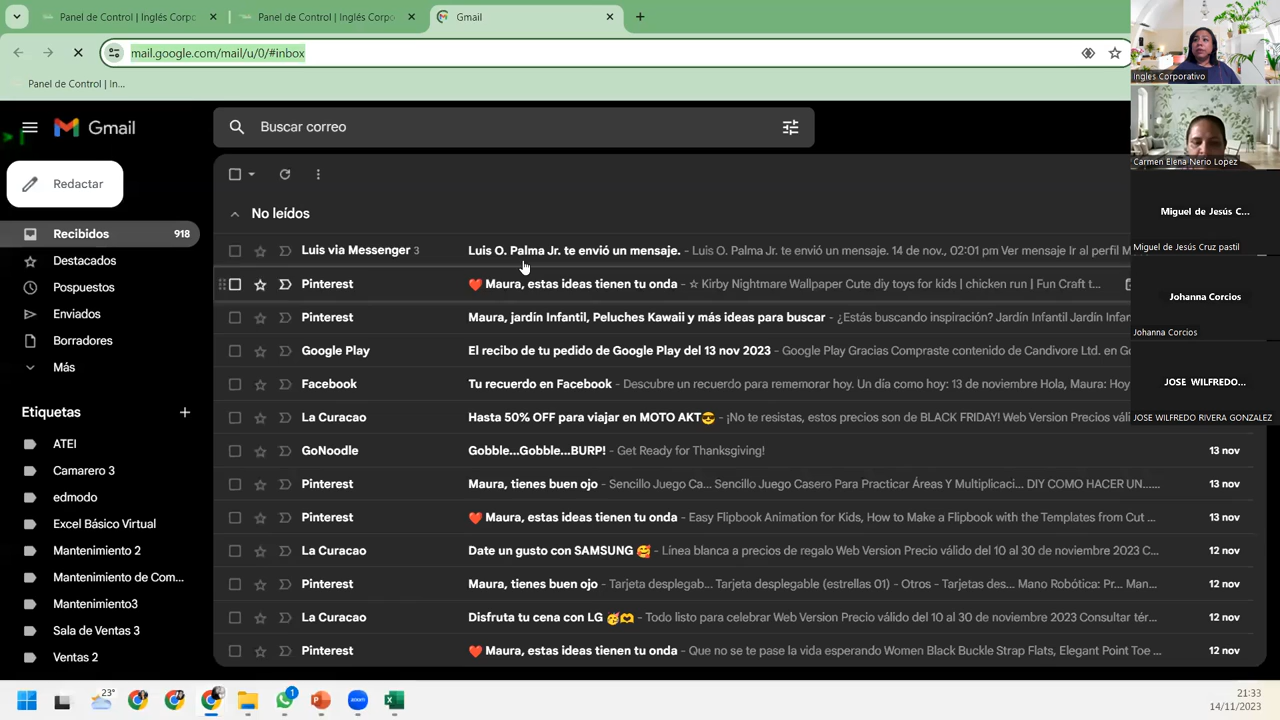 Panel de Control | Inglés Corpo
Panel de Control | Inglés Corpo
Gmail
mail.google.com/mail/u/0/#inbox
Panel de Control | In...
Gmail
Buscar correo
Redactar
Recibidos 918
Destacados
Pospuestos
Enviados
Borradores
Más
Etiquetas
ATEI
Camarero 3
edmodo
Excel Básico Virtual
Mantenimiento 2
Mantenimiento de Com...
Mantenimiento3
Sala de Ventas 3
Ventas 2
No leídos
Luis via Messenger 3 Luis O. Palma Jr. te envió un mensaje. - Luis O. Palma Jr. te envió un mensaje. 14 de nov., 02:01 pm Ver mensaje Ir al perfil M
Pinterest ❤️ Maura, estas ideas tienen tu onda - ☆ Kirby Nightmare Wallpaper Cute diy toys for kids | chicken run | Fun Craft t...
Pinterest Maura, jardín Infantil, Peluches Kawaii y más ideas para buscar - ¿Estás buscando inspiración? Jardín Infantil Jardín
Google Play El recibo de tu pedido de Google Play del 13 nov 2023 - Google Play Gracias Compraste contenido de Candivore Ltd. en Go
Facebook Tu recuerdo en Facebook - Descubre un recuerdo para rememorar hoy. Un día como hoy: 13 de noviembre Hola, Maura: Hoy
La Curacao Hasta 50% OFF para viajar en MOTO AKT😎 - ¡No te resistas, estos precios son de BLACK FRIDAY! Web Version Precios váli
GoNoodle Gobble...Gobble...BURP! - Get Ready for Thanksgiving! 13 nov
Pinterest Maura, tienes buen ojo - Sencillo Juego Ca... Sencillo Juego Casero Para Practicar Áreas Y Multiplicaci... DIY COMO HACER UN... 13 nov
Pinterest ❤️ Maura, estas ideas tienen tu onda - Easy Flipbook Animation for Kids, How to Make a Flipbook with the Templates from Cut ... 13 nov
La Curacao Date un gusto con SAMSUNG 🥰 - Línea blanca a precios de regalo Web Version Precio válido del 10 al 30 de noviembre 2023 C... 12 nov
Pinterest Maura, tienes buen ojo - Tarjeta desplegab... Tarjeta desplegable (estrellas 01) - Otros - Tarjetas des... Mano Robótica: Pr... Man... 12 nov
La Curacao Disfruta tu cena con LG 🥳🫶 - Todo listo para celebrar Web Version Precio válido del 10 al 30 de noviembre 2023 Consultar tér... 12 nov
Pinterest ❤️ Maura, estas ideas tienen tu onda - Que no se te pase la vida esperando Women Black Buckle Strap Flats, Elegant Point Toe ... 12 nov
Ingles Corporativo
Carmen Elena Nerio Lopez
Miguel de Jesús C...
Miguel de Jesús Cruz pastil
Johanna Corcios
Johanna Corcios
JOSE WILFREDO...
JOSE WILFREDO RIVERA GONZALEZ
23°
1
21:33
14/11/2023